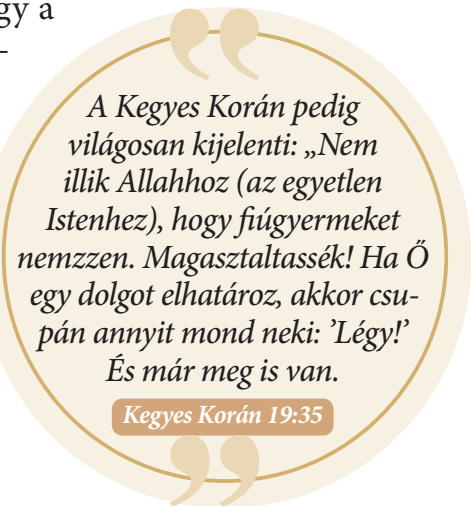 gy a
–
A Kegyes Korán pedig
világosan kijelenti: „Nem
illik Allahhoz (az egyetlen
Istenhez), hogy fiúgyermeket
nemzzen. Magasztaltassék! Ha Ő
egy dolgot elhatároz, akkor csu-
pán annyit mond neki: ’Légy!’
És már meg is van.
Kegyes Korán 19:35